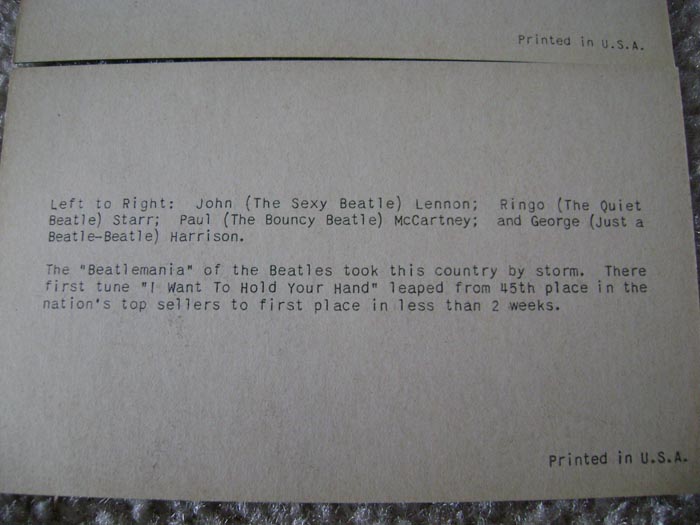 Printed in U.S.A.
Left to Right: John (The Sexy Beatle) Lennon; Ringo (The Quiet
Beatle) Starr; Paul (The Bouncy Beatle) McCartney; and George (Just a
Beatle-Beatle) Harrison.
The "Beatlemania" of the Beatles took this country by storm. There
first tune "I Want To Hold Your Hand" leaped from 45th place in the
nation's top sellers to first place in less than 2 weeks.
Printed in U.S.A.